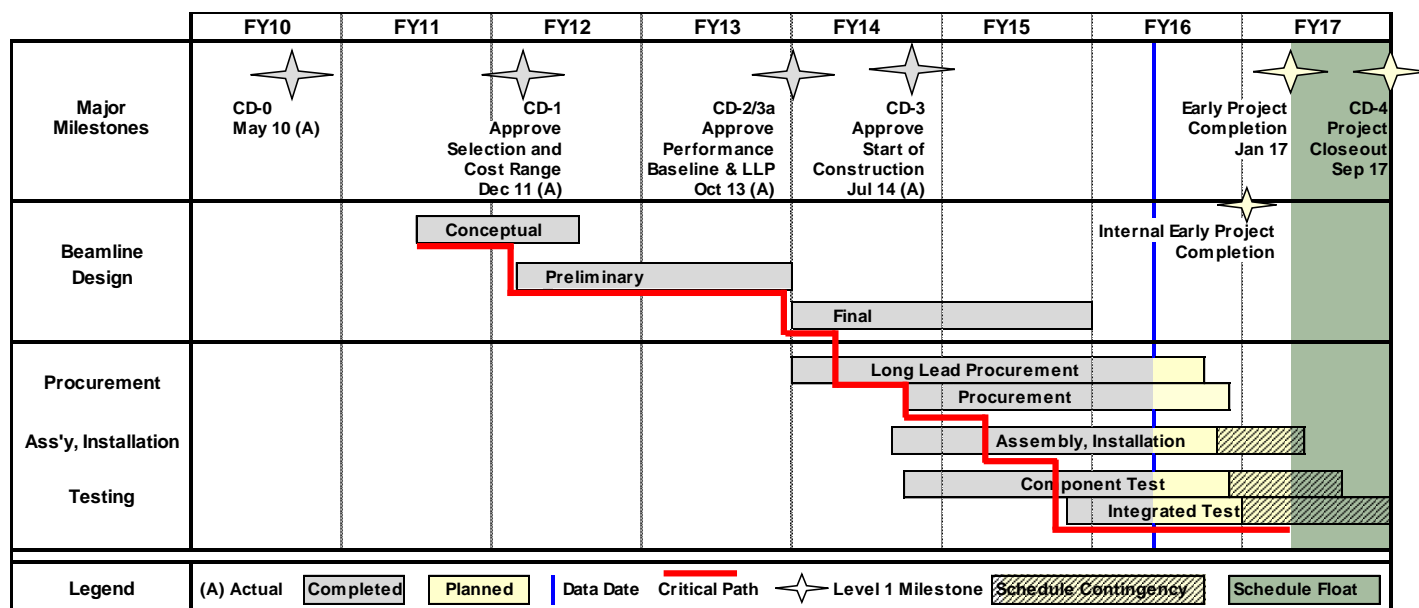 FY10 FY11 FY12 FY13 FY14 FY15 FY16 FY17
Major
Milestones
CD-0
May 10 (A)
CD-1
Approve
Selection and
Cost Range
Dec 11 (A)
CD-2/3a
Approve
Performance
Baseline & LLP
Oct 13 (A)
CD-3
Approve
Start of
Construction
Jul 14 (A)
Early Project
Completion
Jan 17
CD-4
Project
Closeout
Sep 17
Internal Early Project
Completion
Beamline
Design
Conceptual
Preliminary
Final
Procurement
Long Lead Procurement
Procurement
Ass'y, Installation
Assembly, Installation
Testing
Component Test
Integrated Test
Legend
(A) Actual
Completed
Planned
Data Date
Critical Path
Level 1 Milestone
Schedule Contingency
Schedule Float